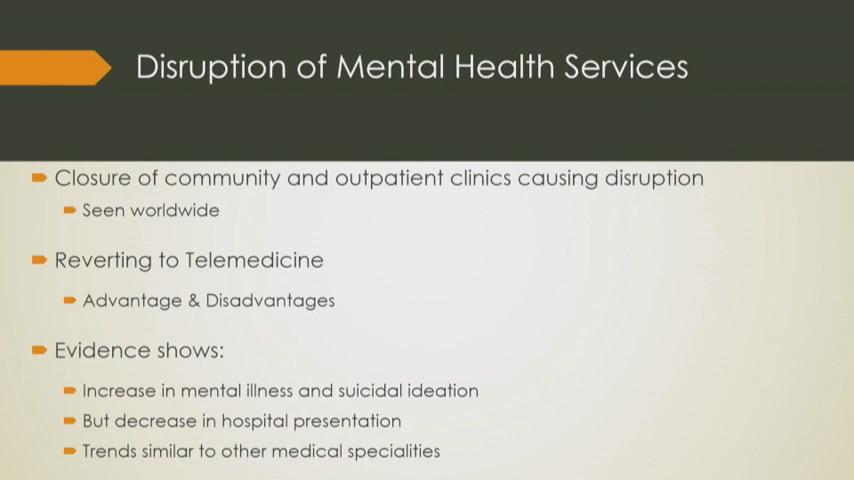 Disruption of Mental Health Services
Closure of community and outpatient clinics causing disruption
Seen worldwide
Reverting to Telemedicine
Advantage & Disadvantages
Evidence shows:
Increase in mental illness and suicidal ideation
But decrease in hospital presentation
Trends similar to other medical specialities